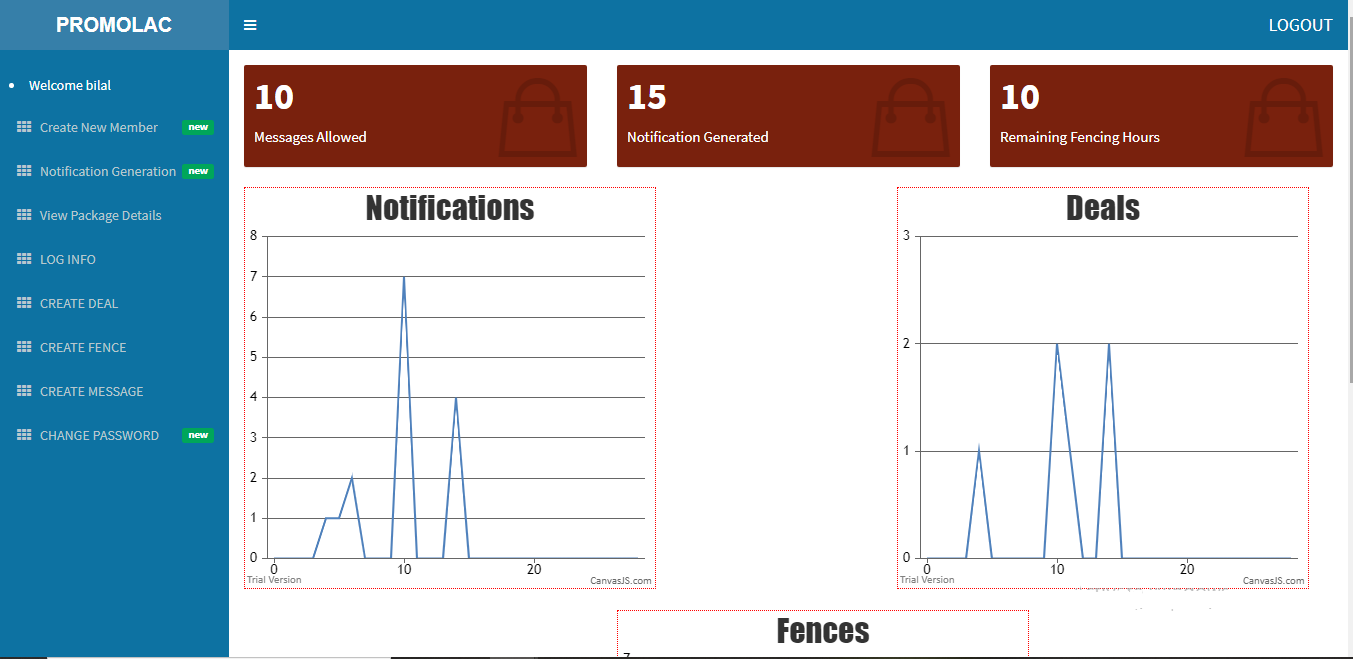 PROMOLAC
LOGOUT
Welcome bilal
Create New Member new
Notification Generation new
View Package Details
LOG INFO
CREATE DEAL
CREATE FENCE
CREATE MESSAGE
CHANGE PASSWORD new
10
Messages Allowed
15
Notification Generated
10
Remaining Fencing Hours
Notifications
8
7
6
5
4
3
2
1
0
0 10 20
Trial Version CanvasJS.com
Deals
3
2
1
0
0 10 20
Trial Version CanvasJS.com
Fences
7